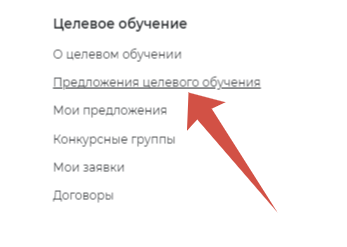 Целевое обучение
О целевом обучении
Предложения целевого обучения
Мои предложения
Конкурсные группы
Мои заявки
Договоры